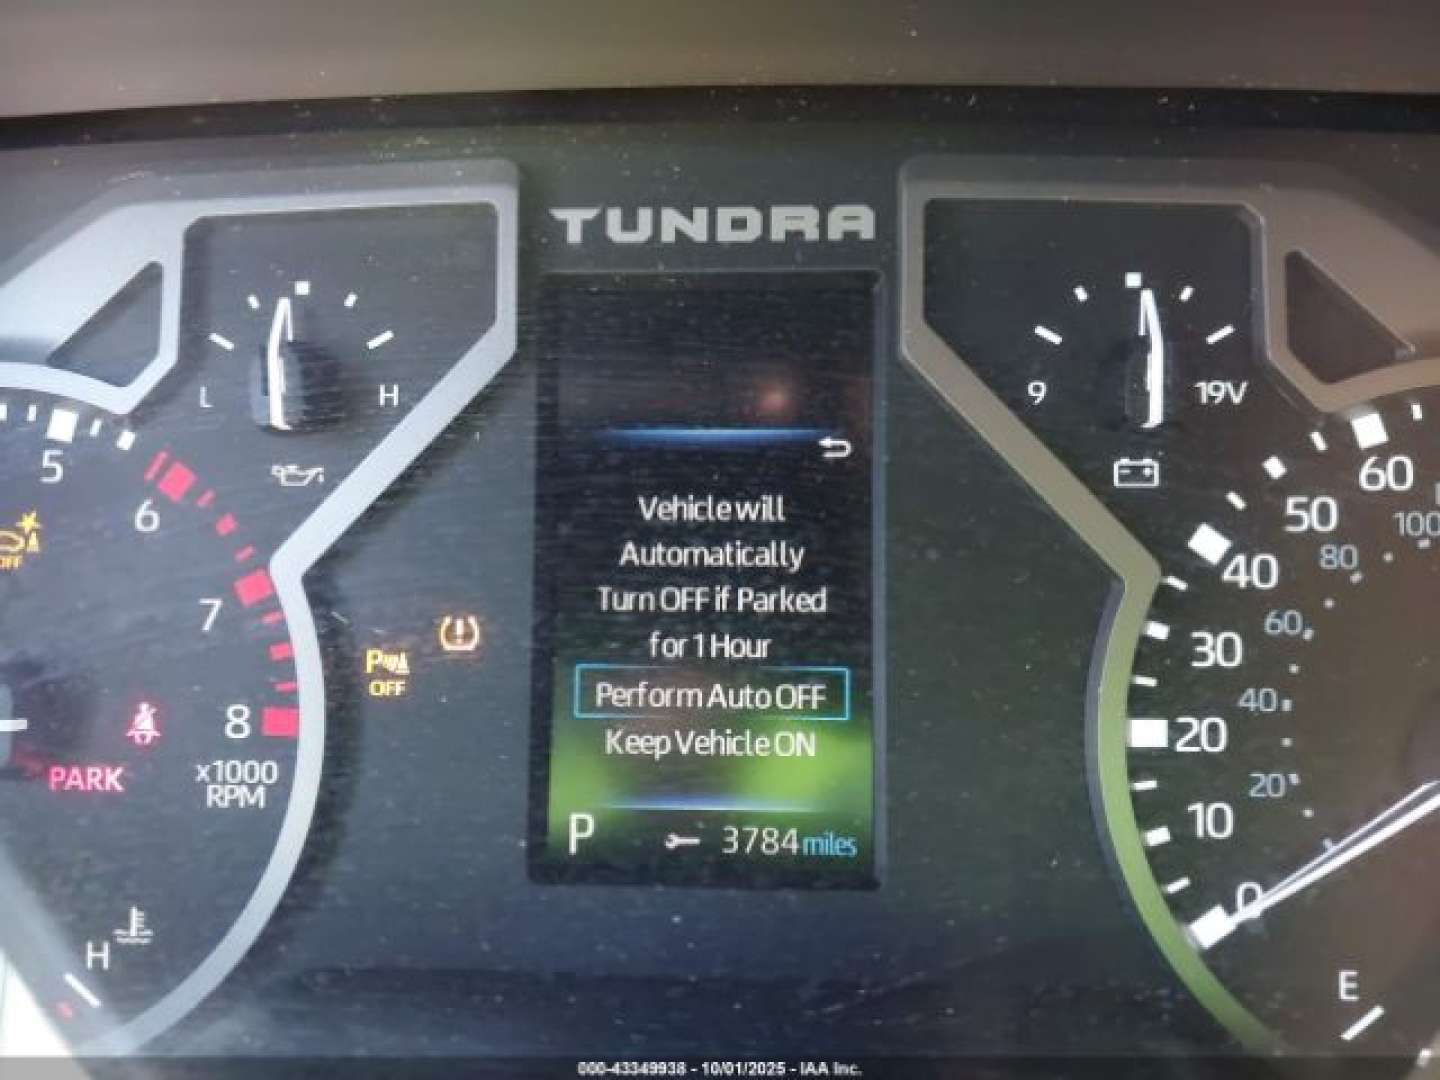 TUNDRA
L
H
9
19V
5
6
7
8
x1000
RPM
OFF
P
OFF
PARK
H
Vehicle will
Automatically
Turn OFF if Parked
for 1 Hour
Perform Auto OFF
Keep Vehicle ON
P
3784 miles
60
50
40
30
20
10
0
100
80
60
40
20
E
000-43349938 - 10/01/2025 - IAA Inc.